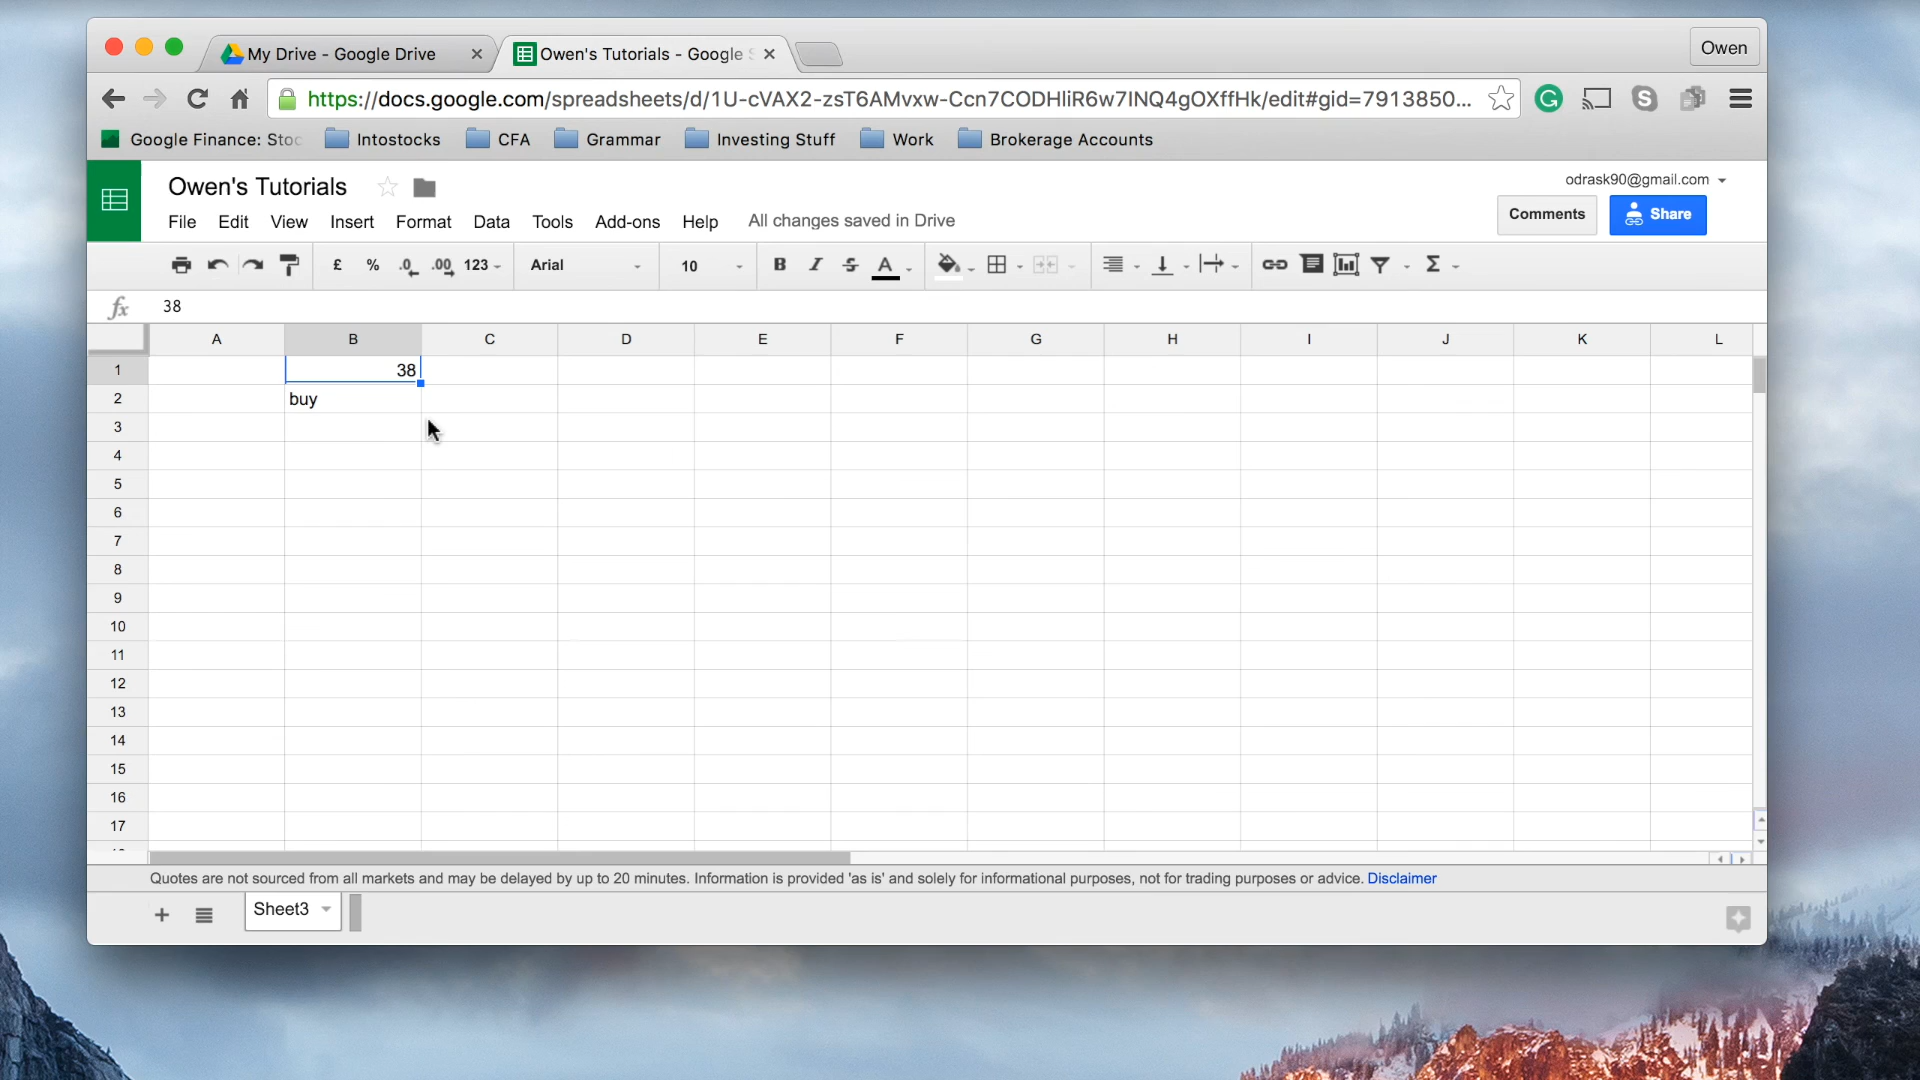 My Drive - Google Drive
Owen's Tutorials - Google S
Owen
https://docs.google.com/spreadsheets/d/1U-cVAX2-zsT6AMvxw-Ccn7CODHliR6w7INQ4gOXffHk/edit#gid=7913850...
Google Finance: Stoc
Intostocks
CFA
Grammar
Investing Stuff
Work
Brokerage Accounts
Owen's Tutorials
odrask90@gmail.com
File Edit View Insert Format Data Tools Add-ons Help All changes saved in Drive
Comments
Share
£ % .0 .00 123 Arial 10 B I S A Σ
fx 38
A B C D E F G H I J K L
1 38
2 buy
3
4
5
6
7
8
9
10
11
12
13
14
15
16
17
Quotes are not sourced from all markets and may be delayed by up to 20 minutes. Information is provided 'as is' and solely for informational purposes, not for trading purposes or advice. Disclaimer
+ Sheet3